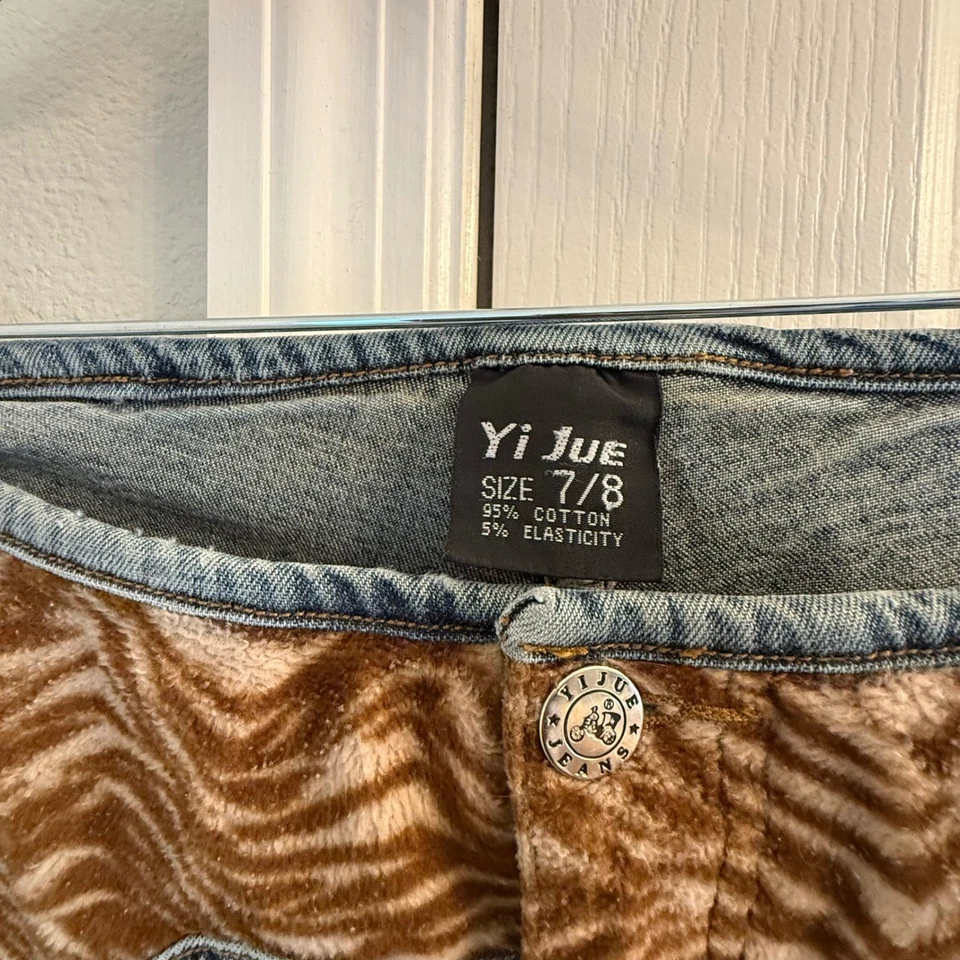 Yi Jue
SIZE 7/8
95% COTTON
5% ELASTICITY
YIJUE
®
JEANS